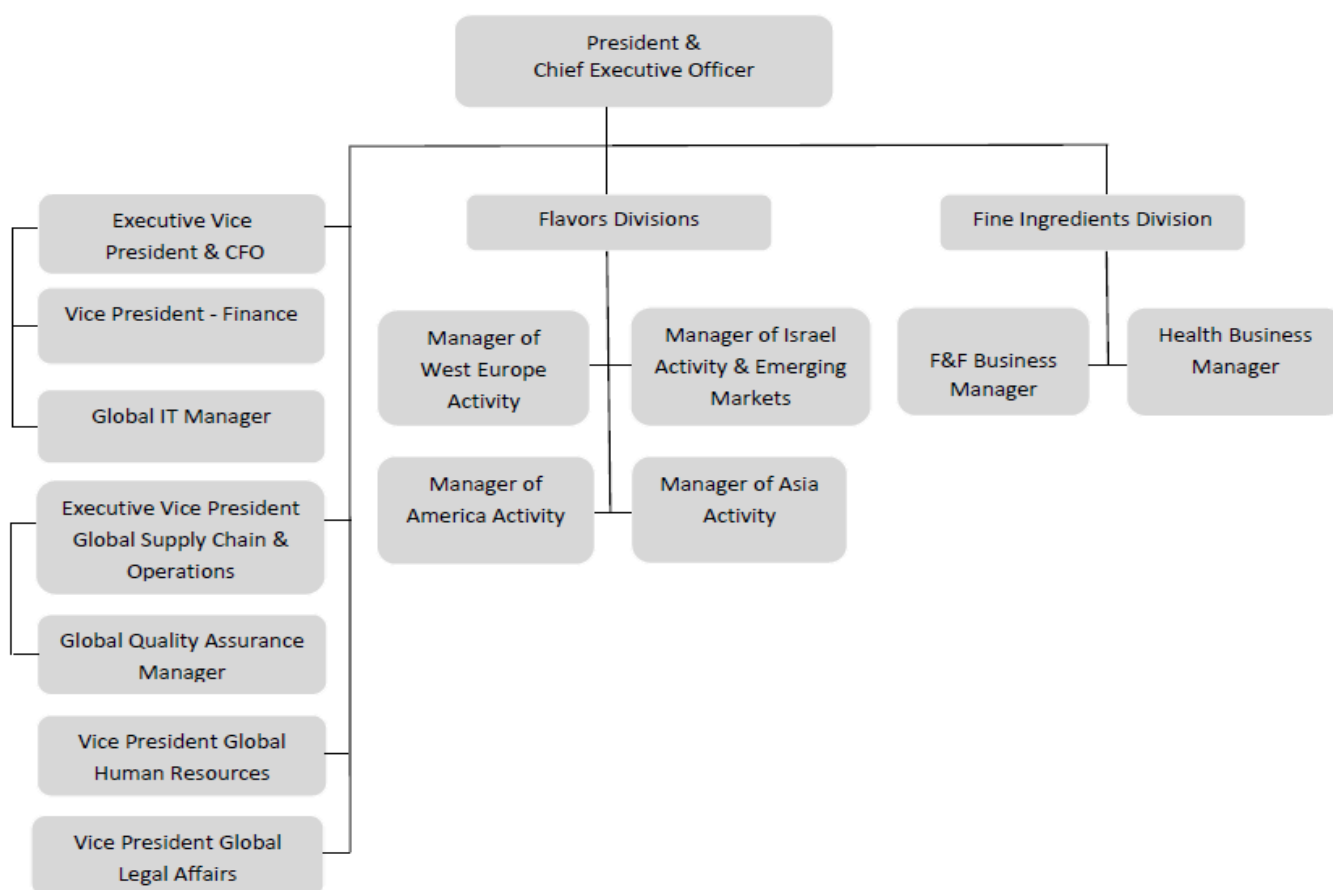 President &
Chief Executive Officer
Executive Vice
President & CFO
Vice President - Finance
Global IT Manager
Executive Vice President
Global Supply Chain &
Operations
Global Quality Assurance
Manager
Vice President Global
Human Resources
Vice President Global
Legal Affairs
Flavors Divisions
Manager of
West Europe
Activity
Manager of Israel
Activity & Emerging
Markets
Manager of
America Activity
Manager of Asia
Activity
Fine Ingredients Division
F&F Business
Manager
Health Business
Manager